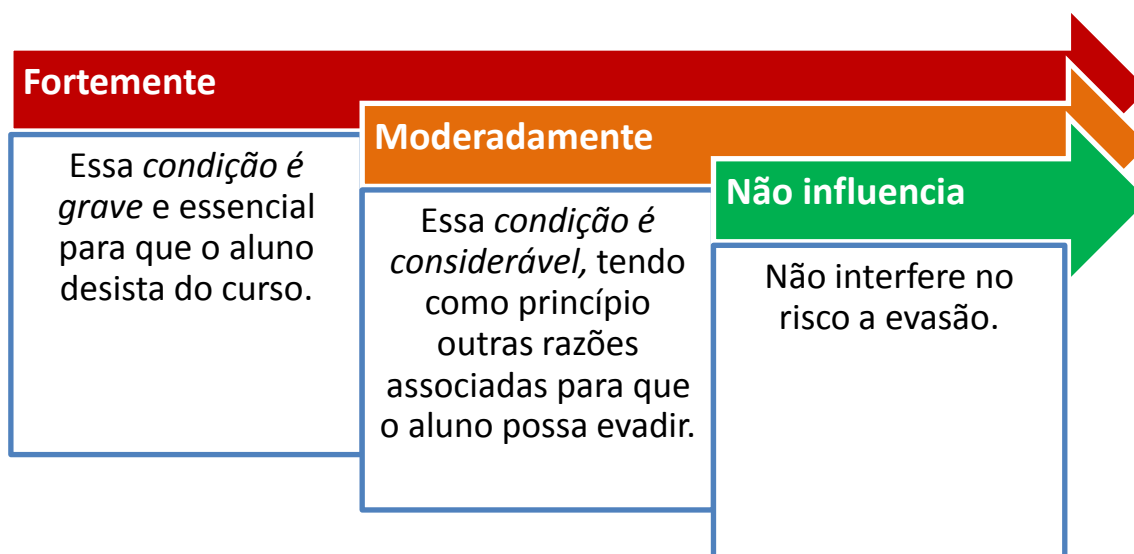 Fortemente
Essa condição é
grave e essencial
para que o aluno
desista do curso.
Moderadamente
Essa condição é
considerável, tendo
como princípio
outras razões
associadas para que
o aluno possa evadir.
Não influencia
Não interfere no
risco a evasão.